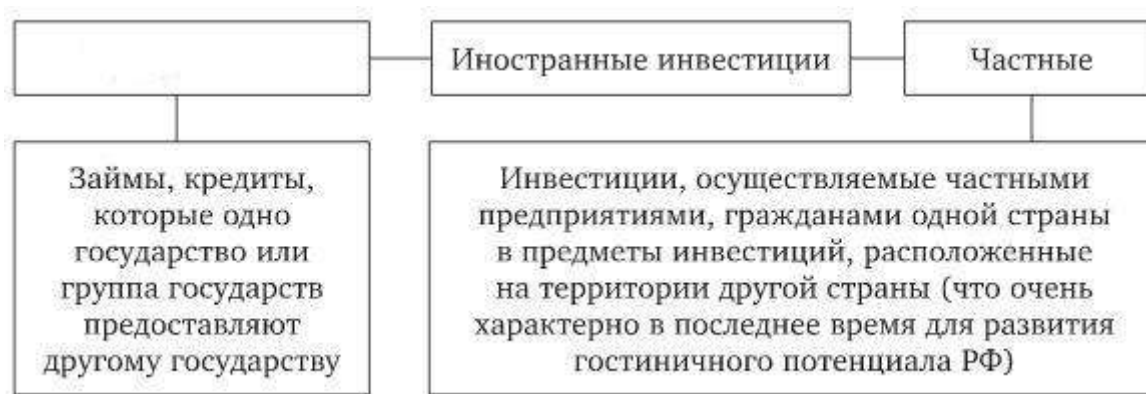 Иностранные инвестиции
Частные
Займы, кредиты,
которые одно
государство или
группа государств
предоставляют
другому государству
Инвестиции, осуществляемые частными
предприятиями, гражданами одной страны
в предметы инвестиций, расположенные
на территории другой страны (что очень
характерно в последнее время для развития
гостиничного потенциала РФ)